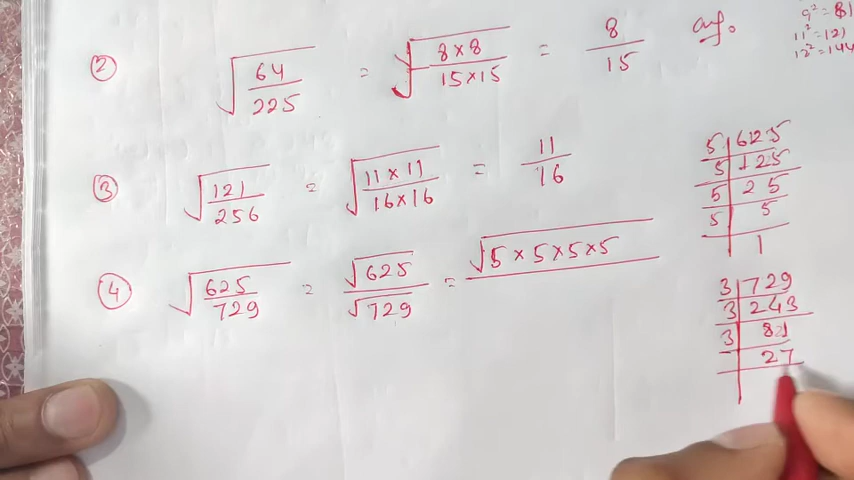 ② √64/225 = √8×8/15×15 = 8/15 ans.
9² = 81
11² = 121
12² = 144
③ √121/256 = √11×11/16×16 = 11/16
④ √625/729 = √625/√729 = √5×5×5×5
5 | 625
5 | 125
5 | 25
5 | 5
| 1
3 | 729
3 | 243
3 | 81
| 27